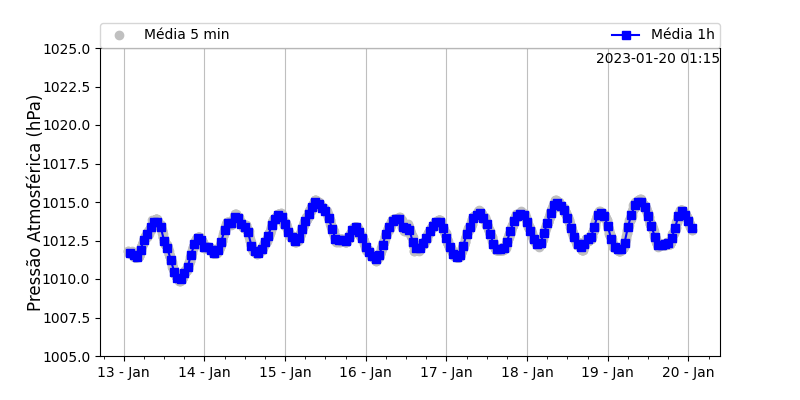 Média 5 min
Média 1h
2023-01-20 01:15
Pressão Atmosférica (hPa)
1025.0
1022.5
1020.0
1017.5
1015.0
1012.5
1010.0
1007.5
1005.0
13 - Jan
14 - Jan
15 - Jan
16 - Jan
17 - Jan
18 - Jan
19 - Jan
20 - Jan